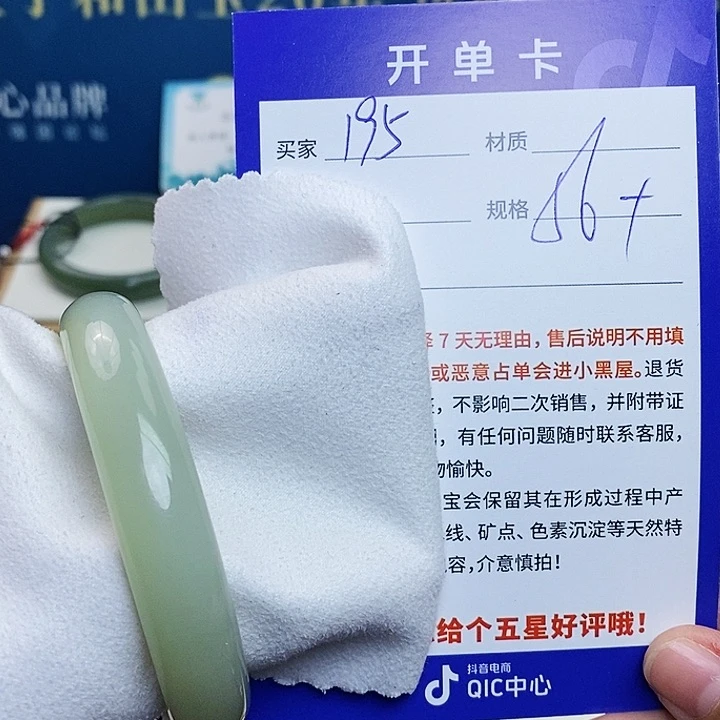 心品牌
开单卡
买家 195 材质
规格 56+
7天无理由，售后说明不用填
或恶意占单会进小黑屋。退货
，不影响二次销售，并附带证
，有任何问题随时联系客服，
物愉快。
宝会保留其在形成过程中产
线、矿点、色素沉淀等天然特
容，介意慎拍！
给个五星好评哦！
抖音电商
QIC中心